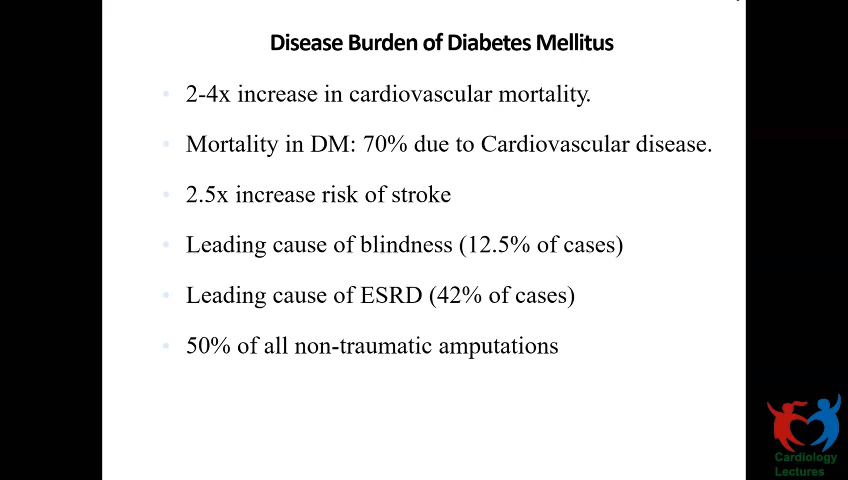 Disease Burden of Diabetes Mellitus
• 2-4x increase in cardiovascular mortality.
• Mortality in DM: 70% due to Cardiovascular disease.
• 2.5x increase risk of stroke
• Leading cause of blindness (12.5% of cases)
• Leading cause of ESRD (42% of cases)
• 50% of all non-traumatic amputations
Cardiology
Lectures